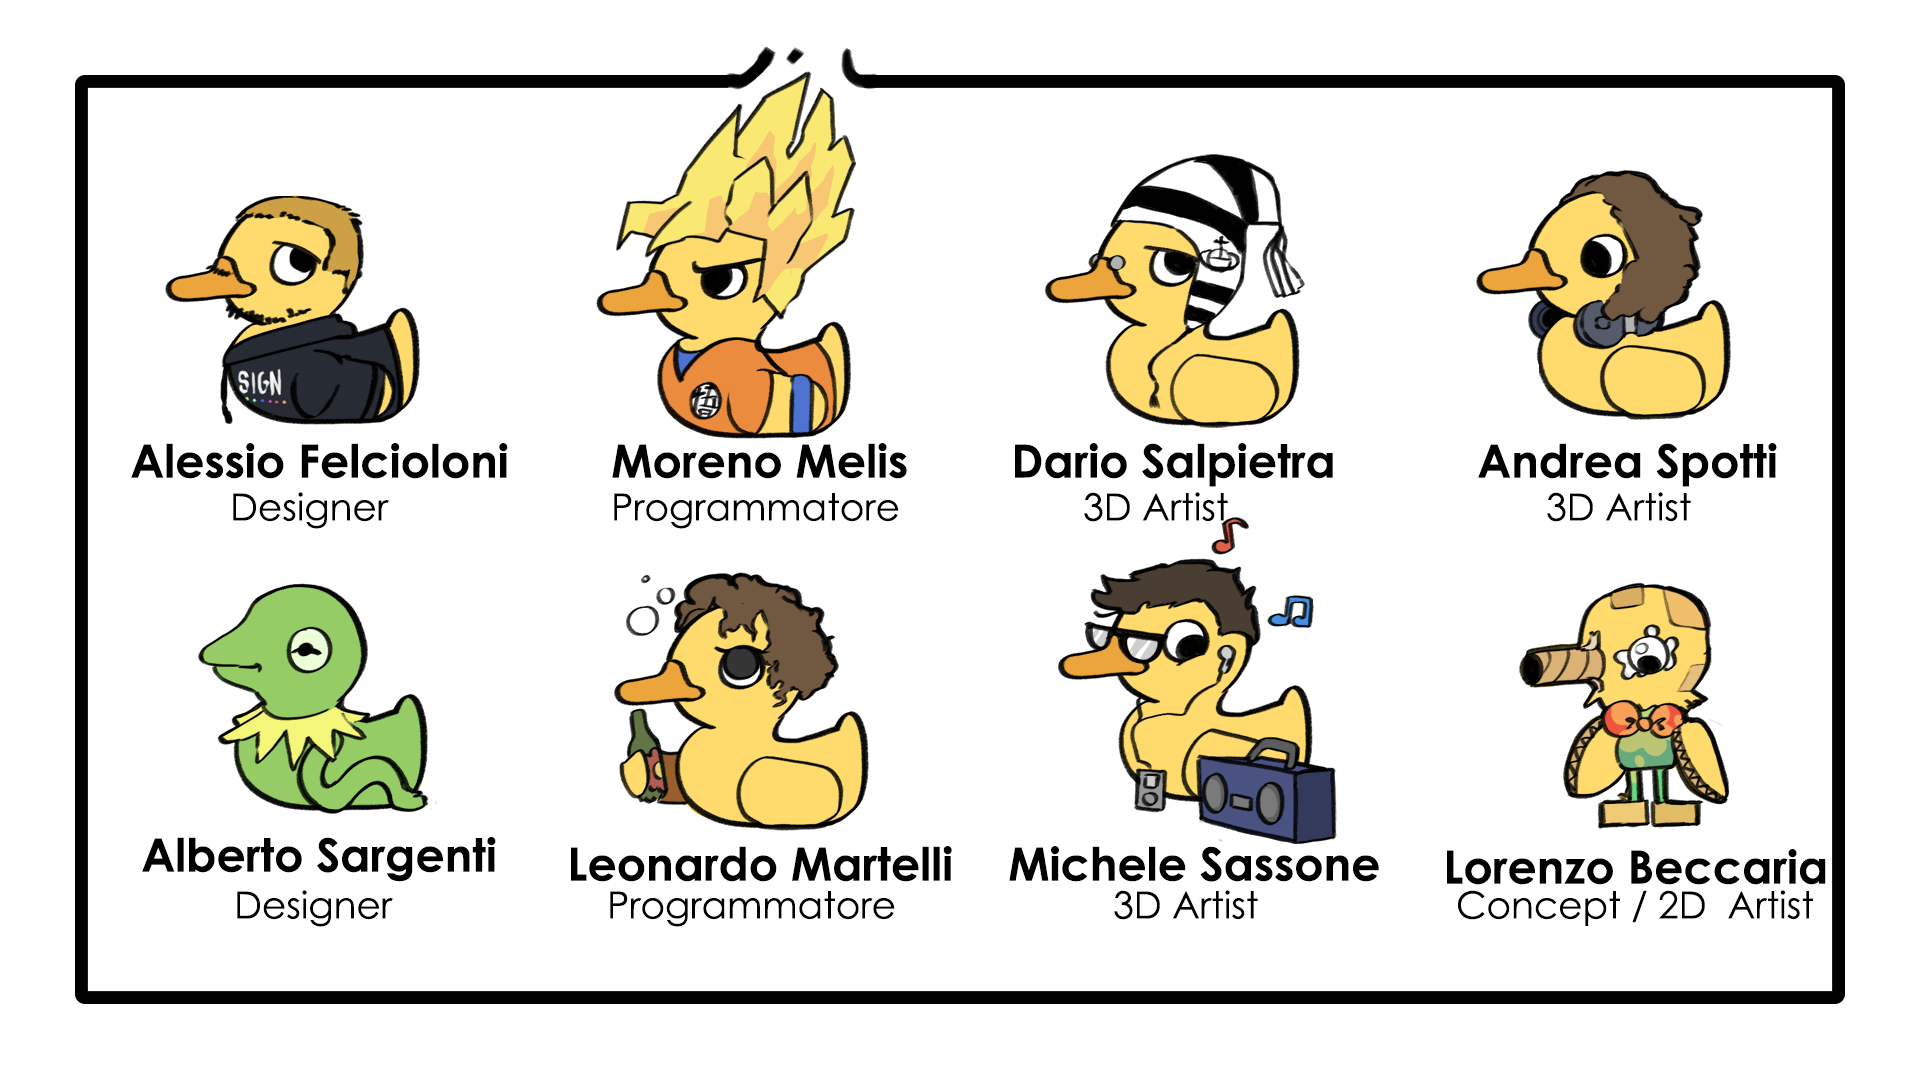 SIGN
悟
Alessio Felcioloni
Designer
Moreno Melis
Programmatore
Dario Salpietra
3D Artist
Andrea Spotti
3D Artist
Alberto Sargenti
Designer
Leonardo Martelli
Programmatore
Michele Sassone
3D Artist
Lorenzo Beccaria
Concept / 2D Artist